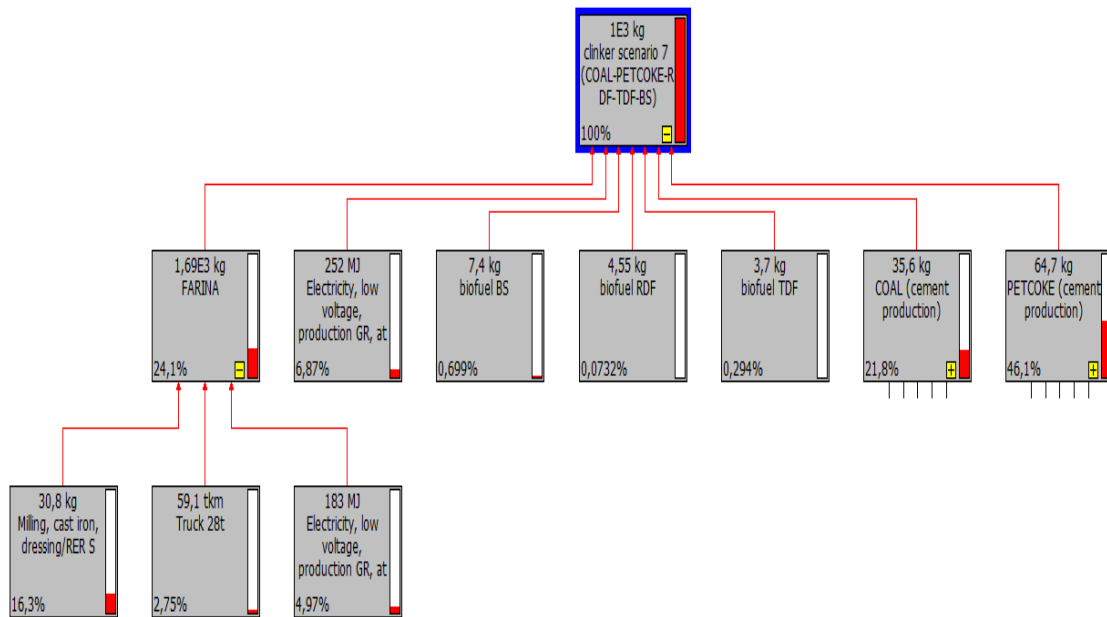 1E3 kg
clinker scenario 7
(COAL-PETCOKE-R
DF-TDF-BS)
100%
1,69E3 kg
FARINA
24,1%
252 MJ
Electricity, low
voltage,
production GR, at
6,87%
7,4 kg
biofuel BS
0,699%
4,55 kg
biofuel RDF
0,0732%
3,7 kg
biofuel TDF
0,294%
35,6 kg
COAL (cement
production)
21,8%
64,7 kg
PETCOKE (cement
production)
46,1%
30,8 kg
Milling, cast iron,
dressing/RER S
16,3%
59,1 tkm
Truck 28t
2,75%
183 MJ
Electricity, low
voltage,
production GR, at
4,97%